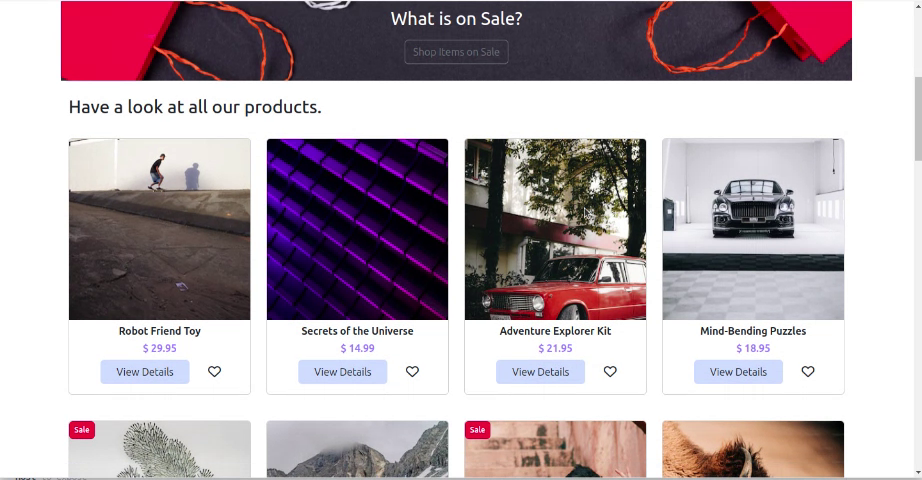 What is on Sale?
Shop Items on Sale
Have a look at all our products.
Robot Friend Toy
$ 29.95
View Details
Secrets of the Universe
$ 14.99
View Details
Adventure Explorer Kit
$ 21.95
View Details
Mind-Bending Puzzles
$ 18.95
View Details
Sale
Sale